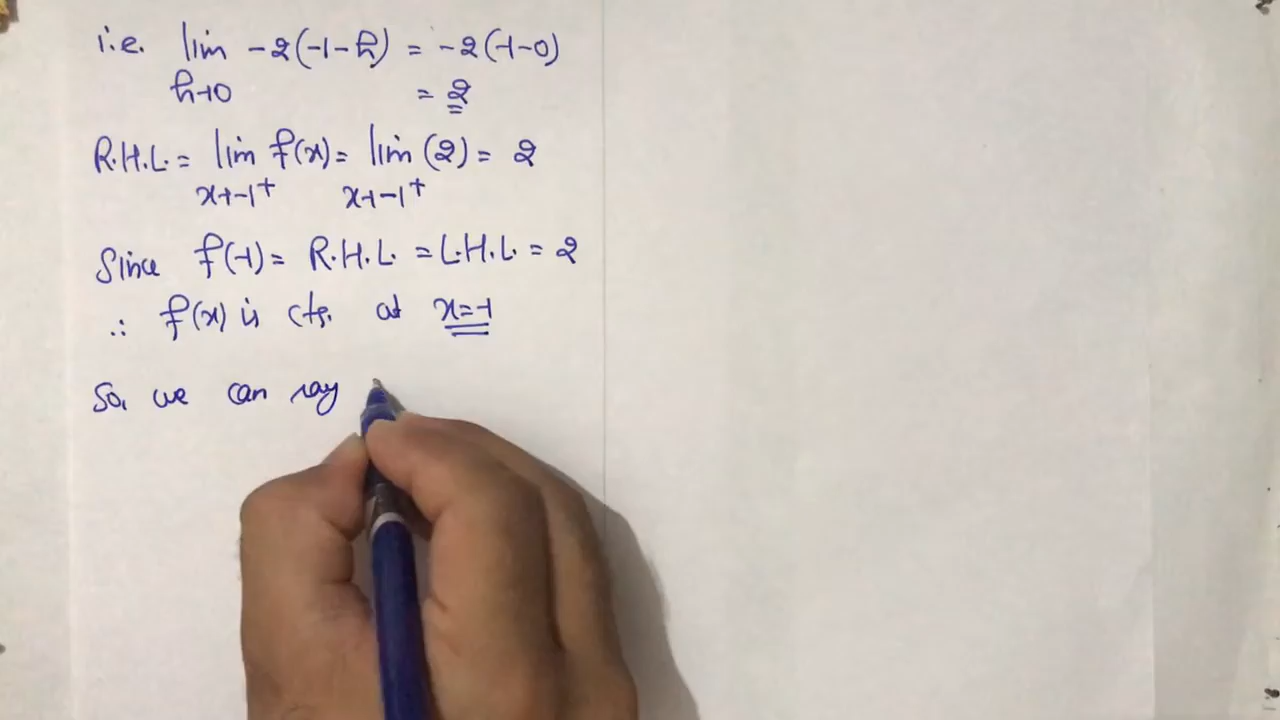 i.e. lim -2(-1-h) = -2(-1-0)
h→0 = 2
R.H.L. = lim f(x) = lim (2) = 2
x→-1⁺ x→-1⁺
Since f(-1) = R.H.L. = L.H.L. = 2
∴ f(x) is cts. at x=-1
So, we can say